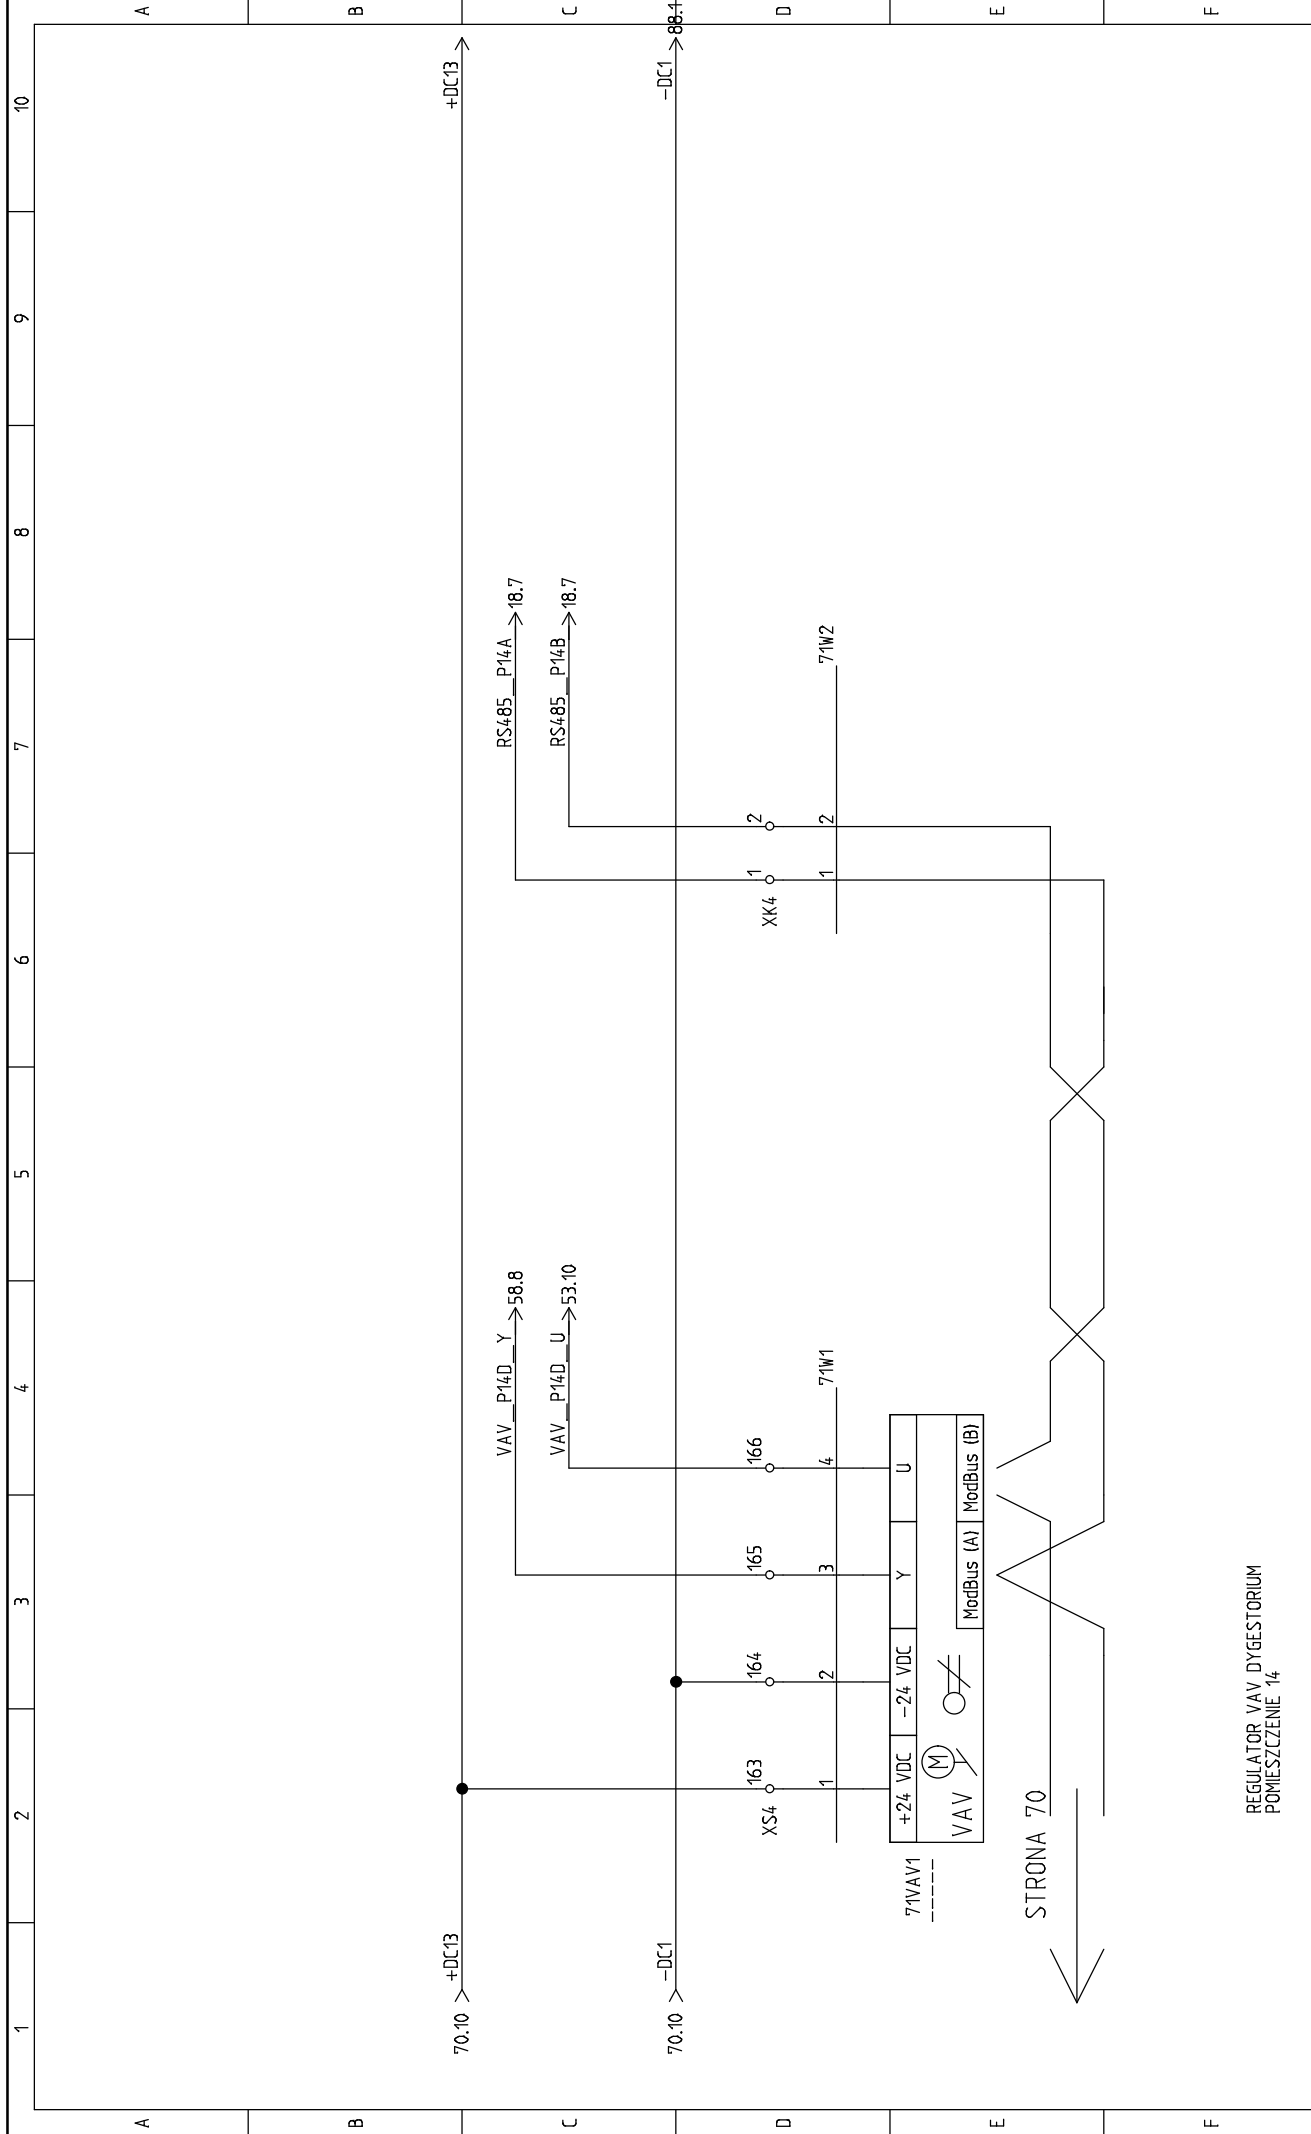 1 2 3 4 5 6 7 8 9 10
A A
B B
70.10 +DC13 +DC13
VAV_P14D_Y 58.8 RS485_P14A 18.7
C C
VAV_P14D_U 53.10 RS485_P14B 18.7
70.10 -DC1 -DC1 88.1
163 164 165 166 1 2
XS4 XK4
D D
1 2 3 4 71W1 1 2 71W2
+24 VDC -24 VDC Y U
71VAV1
-----
M
VAV
ModBus (A) ModBus (B)
E E
STRONA 70
F F
REGULATOR VAV DYGESTORIUM
POMIESZCZENIE 14